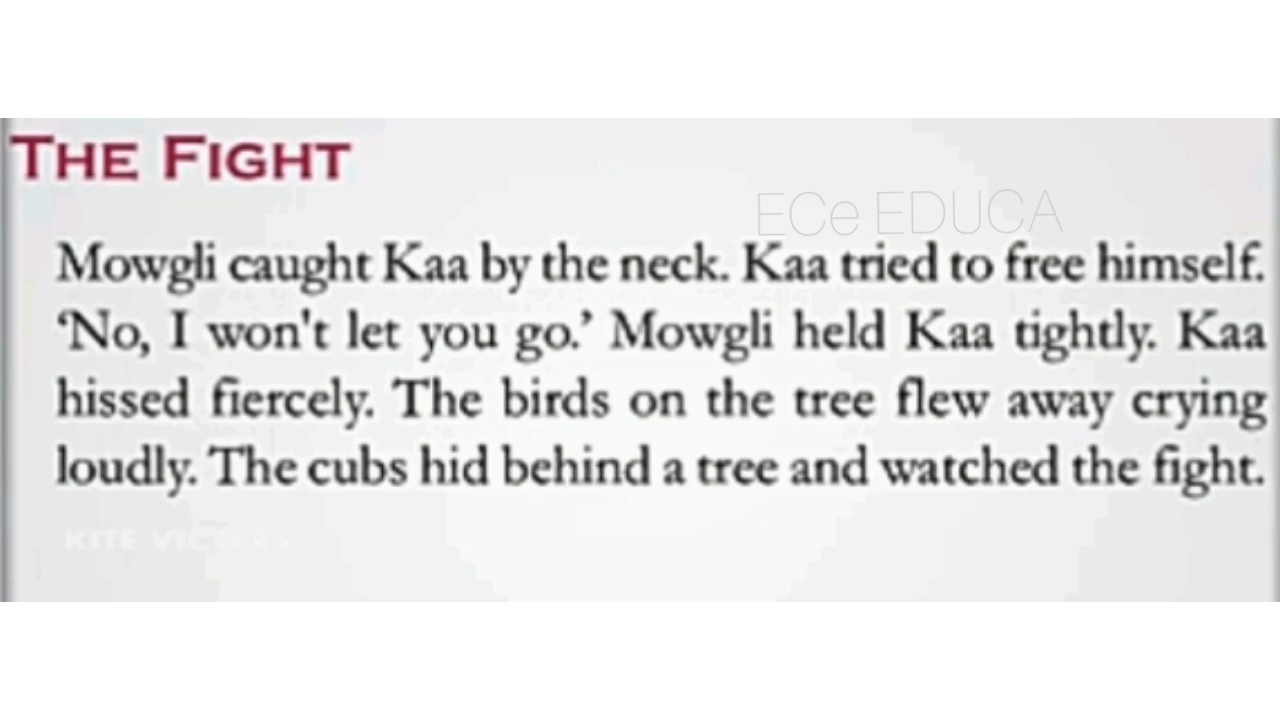 THE FIGHT
ECe EDUCA
Mowgli caught Kaa by the neck. Kaa tried to free himself.
‘No, I won't let you go.’ Mowgli held Kaa tightly. Kaa
hissed fiercely. The birds on the tree flew away crying
loudly. The cubs hid behind a tree and watched the fight.
KITE VICTERS